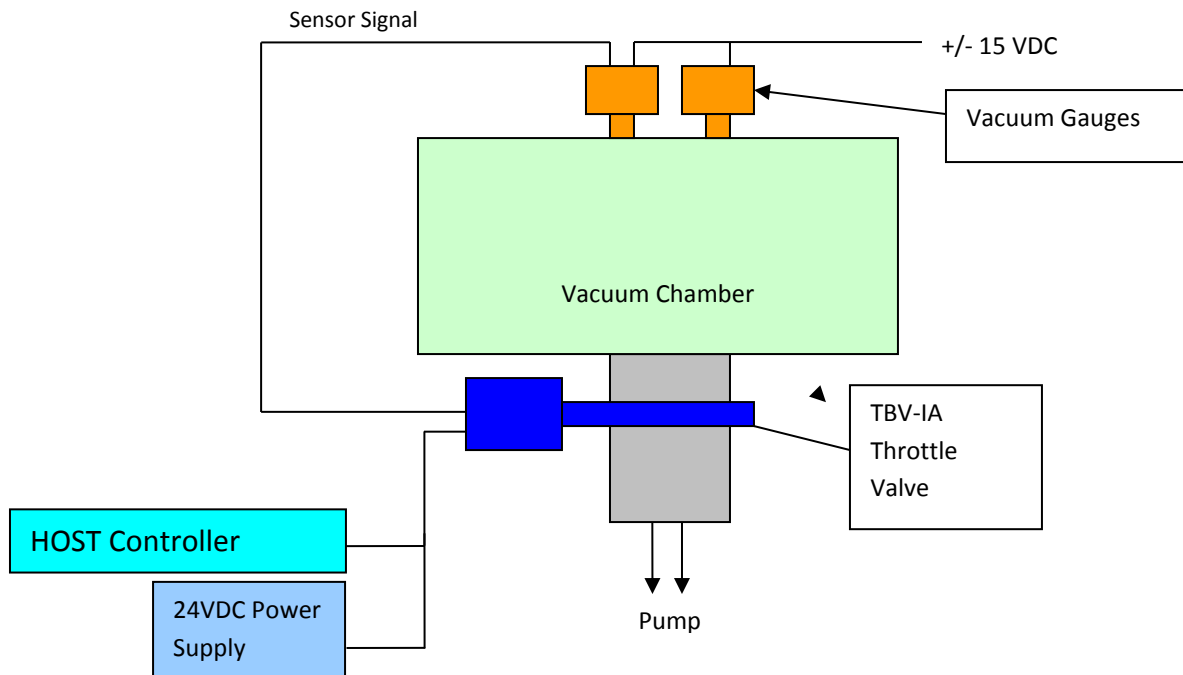 Sensor Signal
+/- 15 VDC
Vacuum Gauges
Vacuum Chamber
TBV-IA
Throttle
Valve
HOST Controller
24VDC Power
Supply
Pump